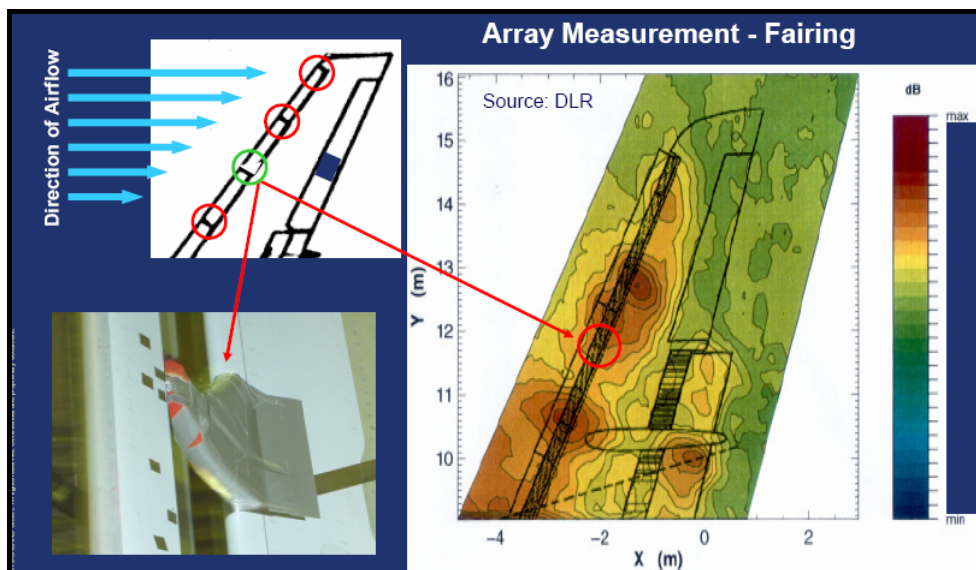 Array Measurement - Fairing
Direction of Airflow
Source: DLR
dB
max
min
16
15
14
13
12
11
10
Y (m)
-4
-2
0
2
X (m)